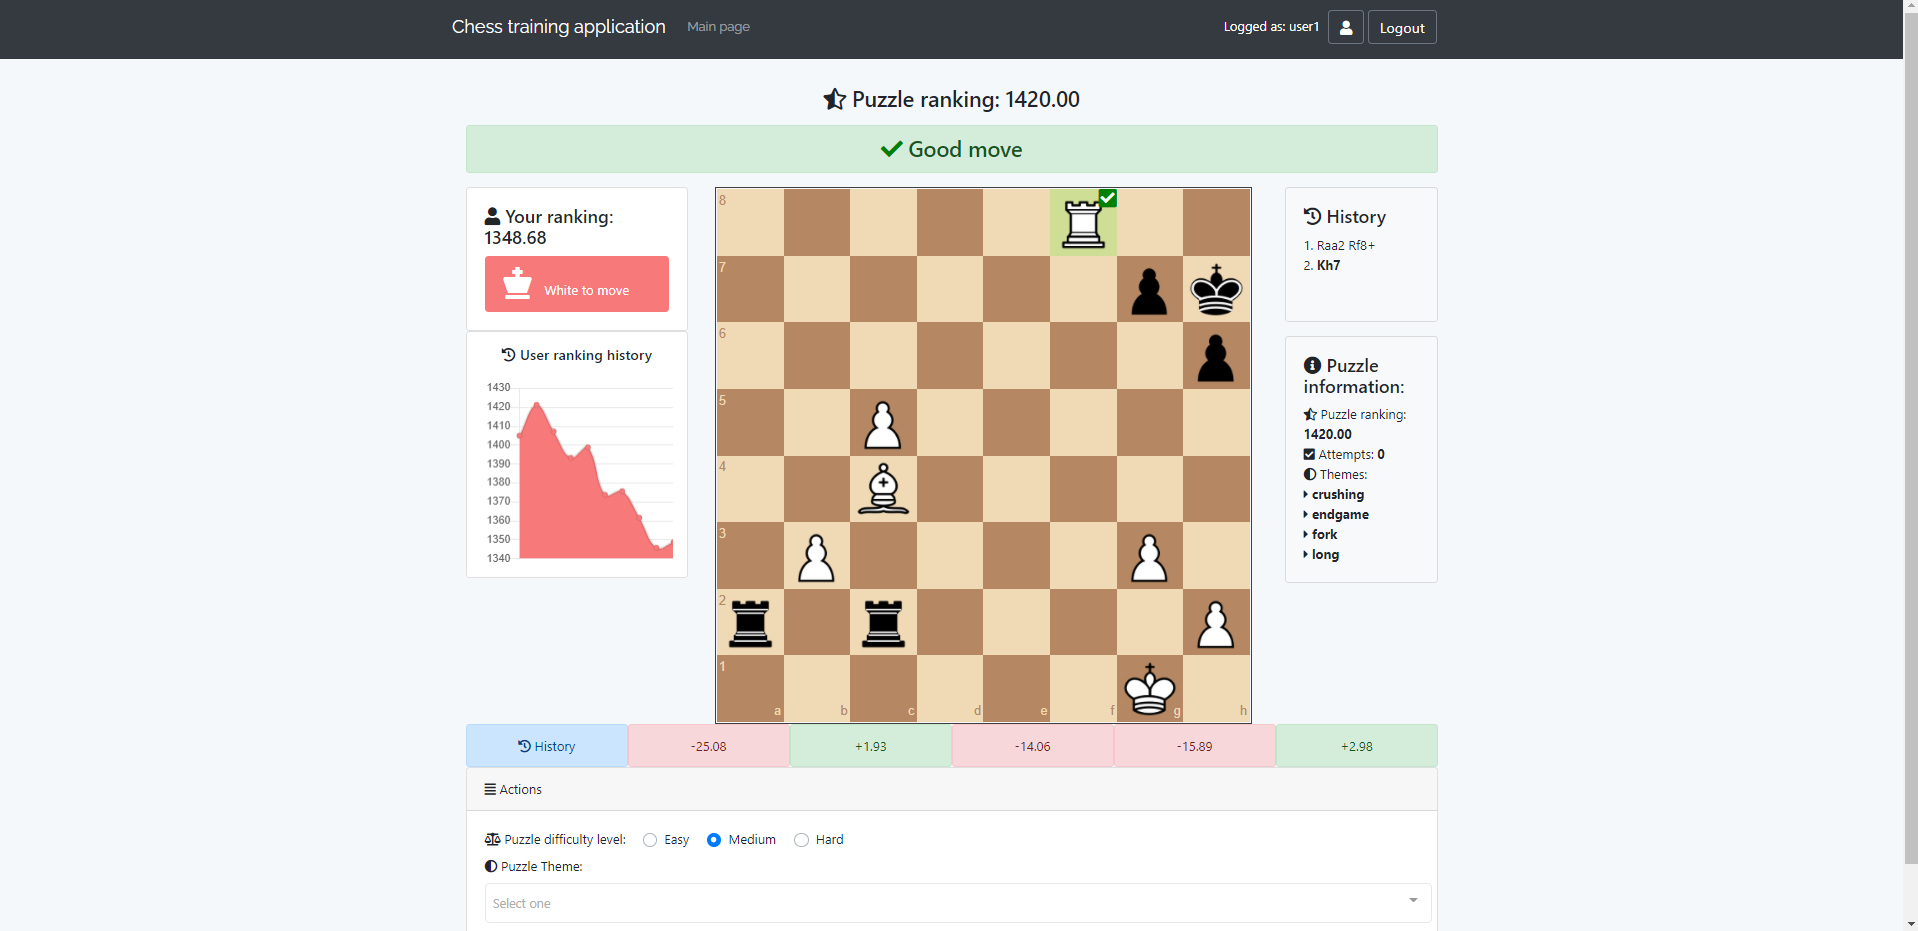 Chess training application Main page Logged as: user1 Logout
Puzzle ranking: 1420.00
Good move
Your ranking:
1348.68
White to move
User ranking history
1430
1420
1410
1400
1390
1380
1370
1360
1350
1340
8
7
6
5
4
3
2
1
a b c d e f g h
History
1. Raa2 Rf8+
2. Kh7
Puzzle
information:
Puzzle ranking:
1420.00
Attempts: 0
Themes:
crushing
endgame
fork
long
History -25.08 +1.93 -14.06 -15.89 +2.98
Actions
Puzzle difficulty level: Easy Medium Hard
Puzzle Theme:
Select one